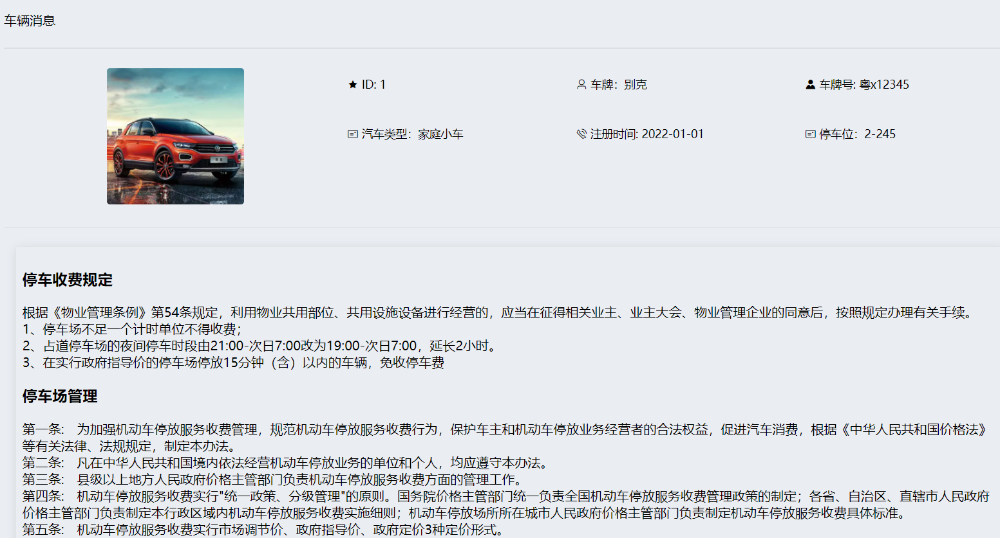 车辆消息
ID: 1
车牌：别克
车牌号: 粤x12345
汽车类型：家庭小车
注册时间: 2022-01-01
停车位：2-245
停车收费规定
根据《物业管理条例》第54条规定，利用物业共用部位、共用设施设备进行经营的，应当在征得相关业主、业主大会、物业管理企业的同意后，按照规定办理有关手续。
1、停车场不足一个计时单位不得收费；
2、占道停车场的夜间停车时段由21:00-次日7:00改为19:00-次日7:00，延长2小时。
3、在实行政府指导价的停车场停放15分钟（含）以内的车辆，免收停车费
停车场管理
第一条: 为加强机动车停放服务收费管理，规范机动车停放服务收费行为，保护车主和机动车停放业务经营者的合法权益，促进汽车消费，根据《中华人民共和国价格法》
等有关法律、法规规定，制定本办法。
第二条: 凡在中华人民共和国境内依法经营机动车停放业务的单位和个人，均应遵守本办法。
第三条: 县级以上地方人民政府价格主管部门负责机动车停放服务收费方面的管理工作。
第四条: 机动车停放服务收费实行"统一政策、分级管理"的原则。国务院价格主管部门统一负责全国机动车停放服务收费管理政策的制定；各省、自治区、直辖市人民政府
价格主管部门负责制定本行政区域内机动车停放服务收费实施细则；机动车停放场所所在城市人民政府价格主管部门负责制定机动车停放服务收费具体标准。
第五条: 机动车停放服务收费实行市场调节价、政府指导价、政府定价3种定价形式。